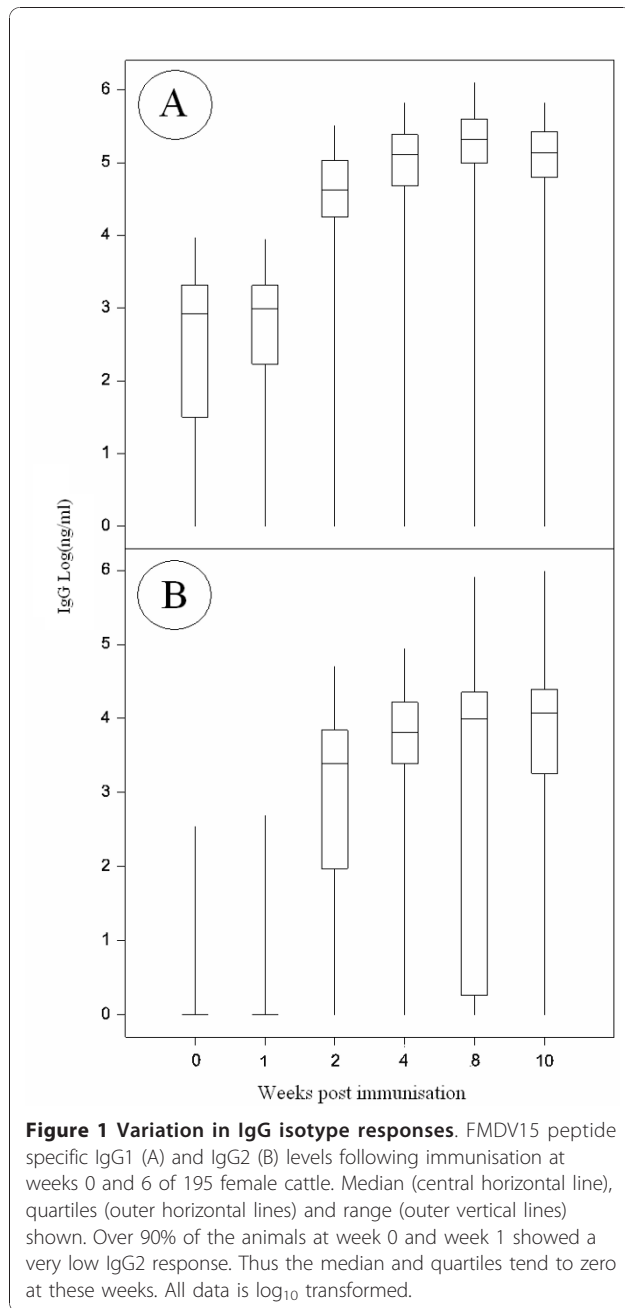 6
A
5
4
3
2
1
0
IgG Log(ng/ml)
6
B
5
4
3
2
1
0
0 1 2 4 8 10
Weeks post immunisation
Figure 1 Variation in IgG isotype responses. FMDV15 peptide
specific IgG1 (A) and IgG2 (B) levels following immunisation at
weeks 0 and 6 of 195 female cattle. Median (central horizontal line),
quartiles (outer horizontal lines) and range (outer vertical lines)
shown. Over 90% of the animals at week 0 and week 1 showed a
very low IgG2 response. Thus the median and quartiles tend to zero
at these weeks. All data is log₁₀ transformed.